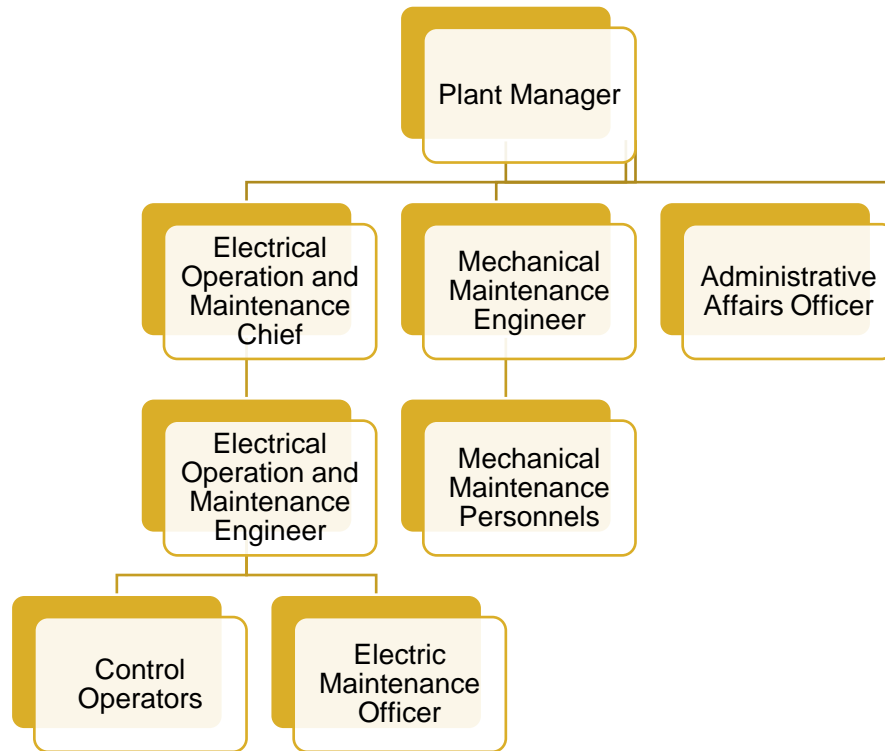 Plant Manager
Electrical
Operation and
Maintenance
Chief
Mechanical
Maintenance
Engineer
Administrative
Affairs Officer
Electrical
Operation and
Maintenance
Engineer
Mechanical
Maintenance
Personnels
Control
Operators
Electric
Maintenance
Officer